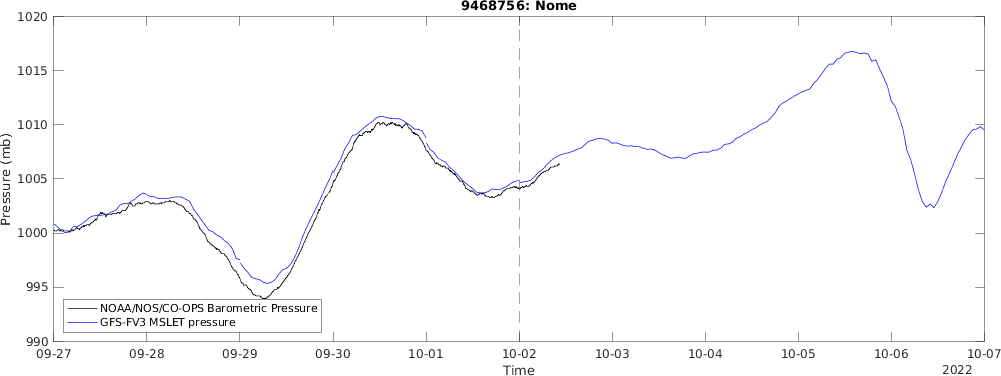 9468756: Nome
1020
1015
1010
1005
1000
995
990
Pressure (mb)
NOAA/NOS/CO-OPS Barometric Pressure
GFS-FV3 MSLET pressure
09-27 09-28 09-29 09-30 10-01 10-02 10-03 10-04 10-05 10-06 10-07
Time
2022